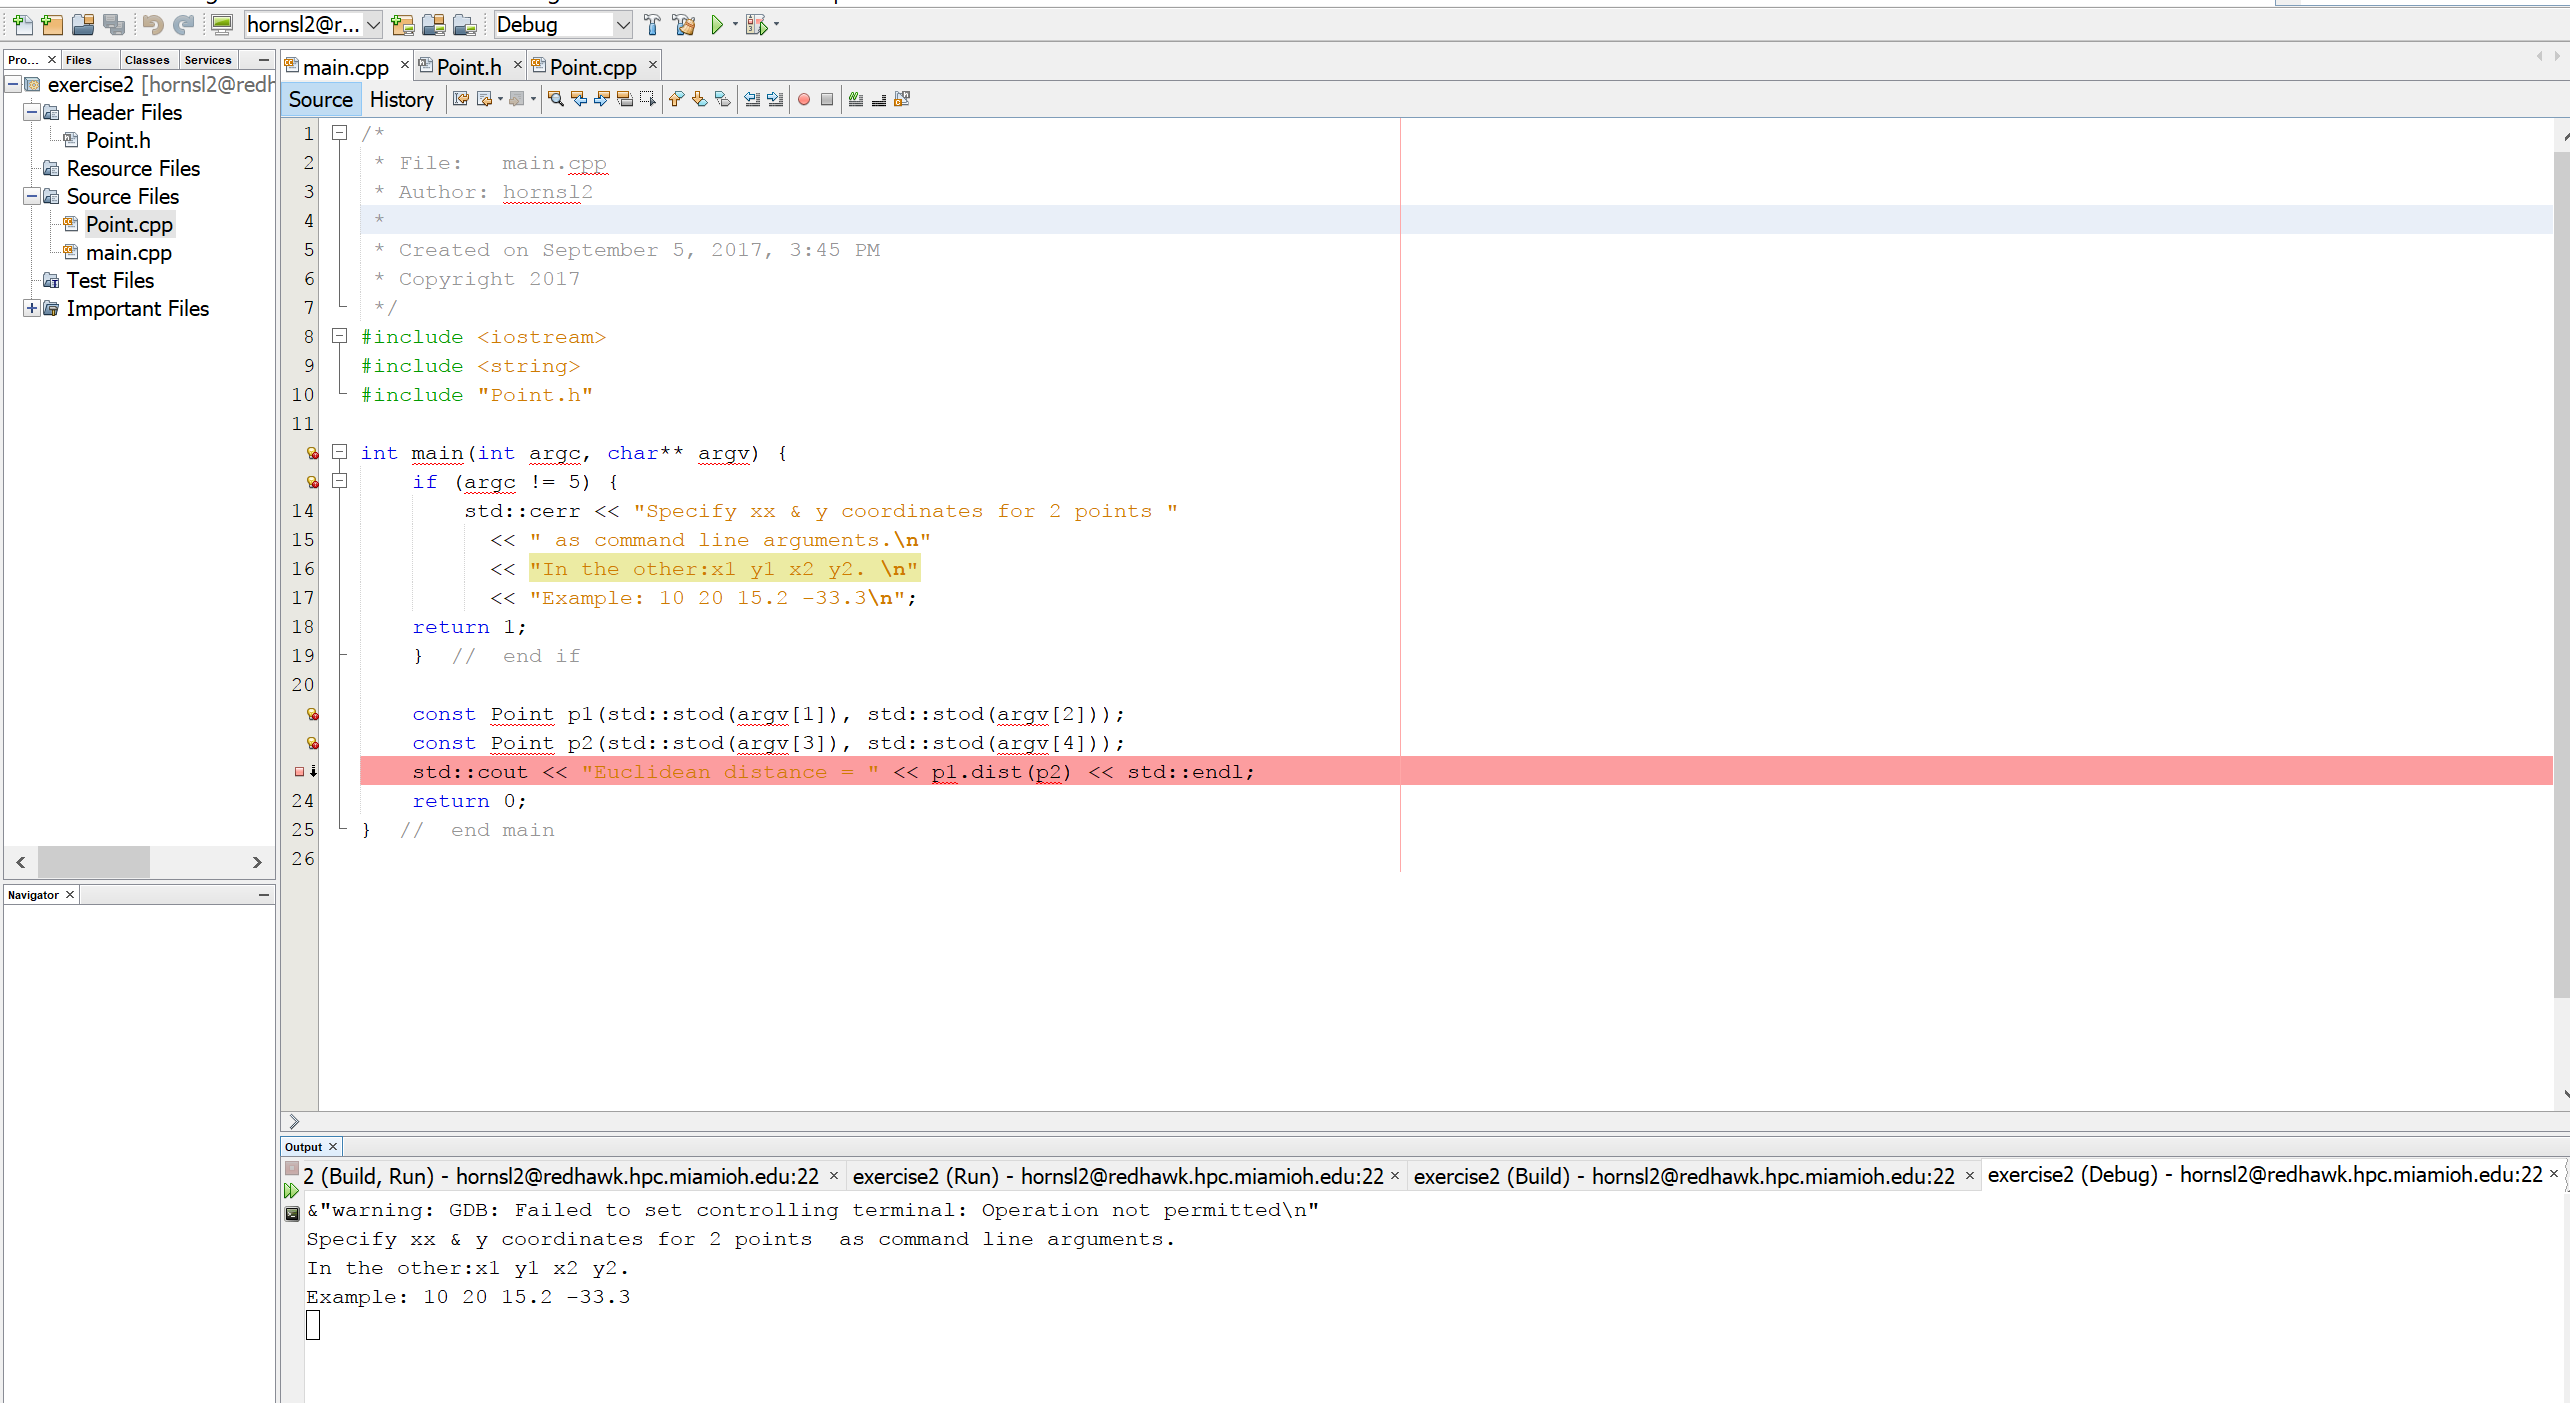 hornsl2@r...
Debug
Pro...
Files
Classes
Services
exercise2 [hornsl2@redh
Header Files
Point.h
Resource Files
Source Files
Point.cpp
main.cpp
Test Files
Important Files
Navigator
main.cpp
Point.h
Point.cpp
Source
History
1 /*
2 * File:   main.cpp
3 * Author: hornsl2
4 *
5 * Created on September 5, 2017, 3:45 PM
6 * Copyright 2017
7 */
8 #include <iostream>
9 #include <string>
10 #include "Point.h"
11
int main(int argc, char** argv) {
if (argc != 5) {
14 std::cerr << "Specify xx & y coordinates for 2 points "
15 << " as command line arguments.\n"
16 << "In the other:x1 y1 x2 y2. \n"
17 << "Example: 10 20 15.2 -33.3\n";
18 return 1;
19 }  //  end if
20
const Point p1(std::stod(argv[1]), std::stod(argv[2]));
const Point p2(std::stod(argv[3]), std::stod(argv[4]));
std::cout << "Euclidean distance = " << p1.dist(p2) << std::endl;
24 return 0;
25 }  //  end main
26
Output
2 (Build, Run) - hornsl2@redhawk.hpc.miamioh.edu:22
exercise2 (Run) - hornsl2@redhawk.hpc.miamioh.edu:22
exercise2 (Build) - hornsl2@redhawk.hpc.miamioh.edu:22
exercise2 (Debug) - hornsl2@redhawk.hpc.miamioh.edu:22
&"warning: GDB: Failed to set controlling terminal: Operation not permitted\n"
Specify xx & y coordinates for 2 points  as command line arguments.
In the other:x1 y1 x2 y2.
Example: 10 20 15.2 -33.3